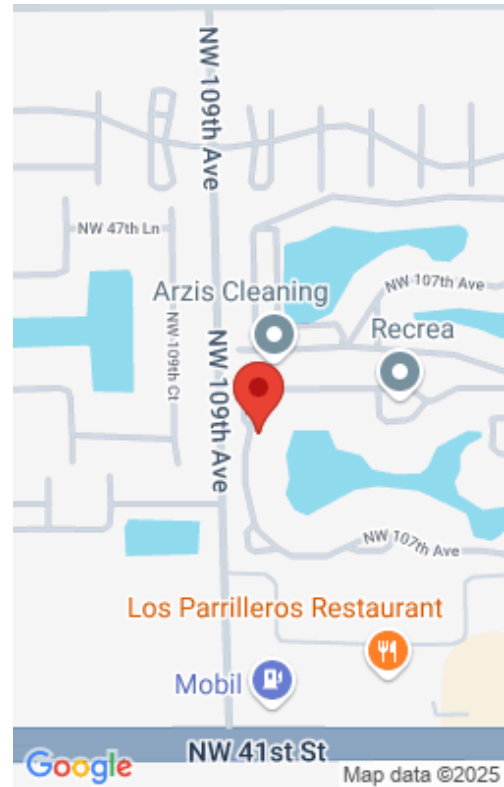 NW 109th Ave
NW 47th Ln
NW 107th Ave
Arzis Cleaning
Recrea
NW 109th Ct
NW 109th Ave
NW 107th Ave
Los Parrilleros Restaurant
Mobil
NW 41st St
Google
Map data ©2025